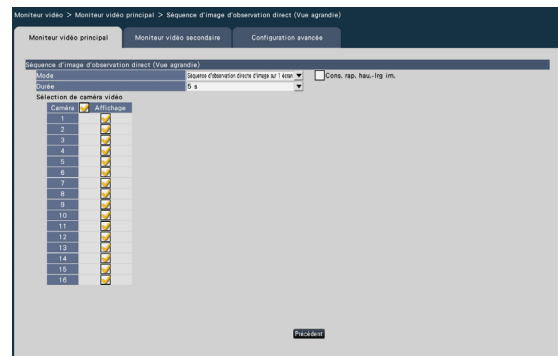 Moniteur vidéo > Moniteur vidéo principal > Séquence d'image d'observation direct (Vue agrandie)
Moniteur vidéo principal
Moniteur vidéo secondaire
Configuration avancée
Séquence d'image d'observation direct (Vue agrandie)
Mode
Séquence d'observation directe d'image sur 1 écran
Cons. rap. hau.-lrg im.
Durée
5 s
Sélection de caméra vidéo
Caméra
Affichage
1
2
3
4
5
6
7
8
9
10
11
12
13
14
15
16
Précédent